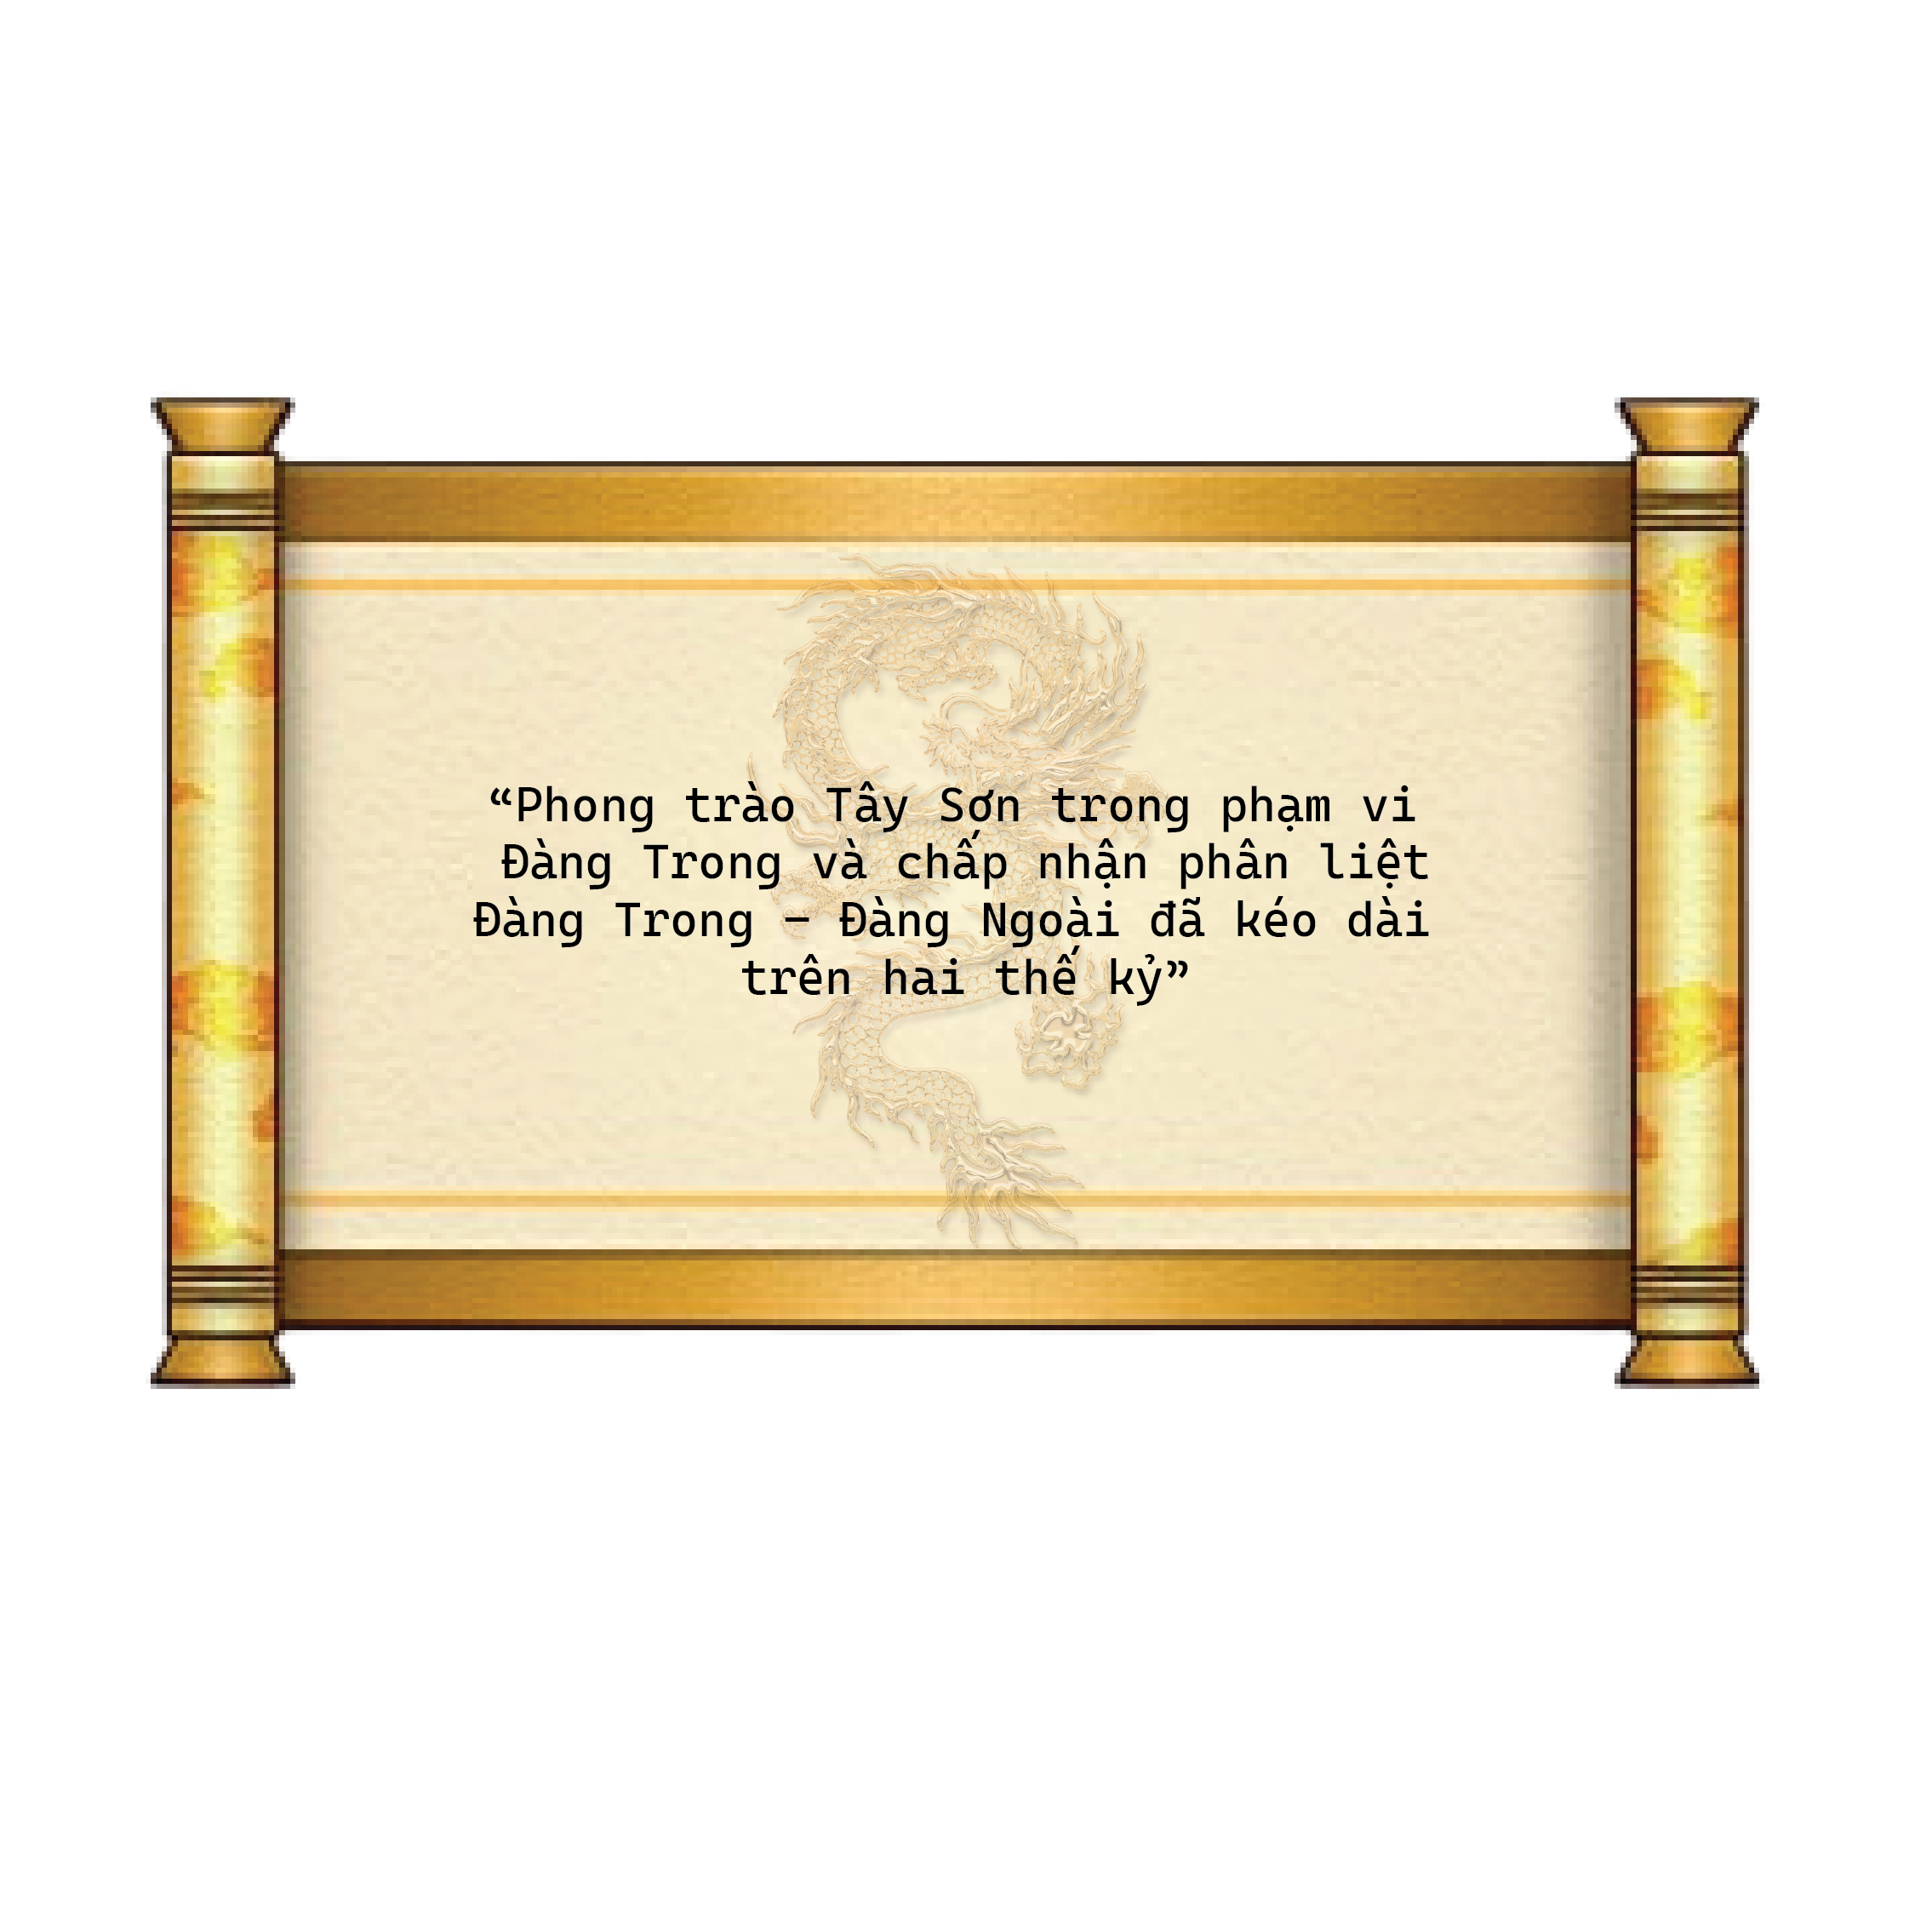 “Phong trào Tây Sơn trong phạm vi
Đàng Trong và chấp nhận phân liệt
Đàng Trong – Đàng Ngoài đã kéo dài
trên hai thế kỷ”